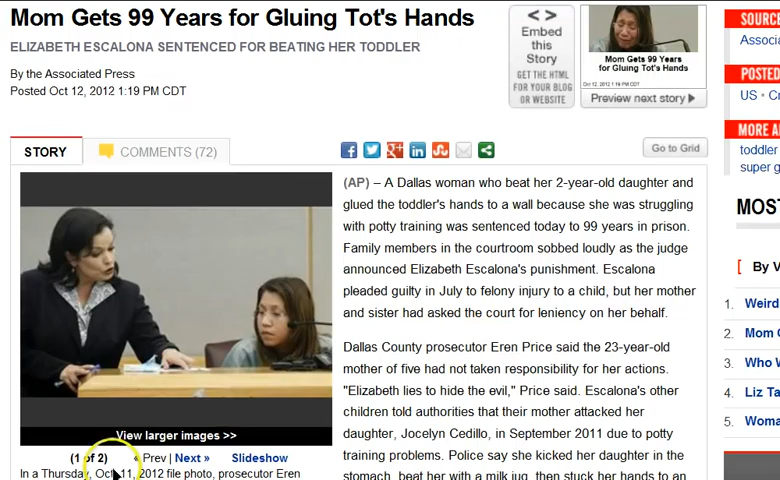 Mom Gets 99 Years for Gluing Tot's Hands
ELIZABETH ESCALONA SENTENCED FOR BEATING HER TODDLER
By the Associated Press
Posted Oct 12, 2012 1:19 PM CDT
< >
Embed
this
Story
GET THE HTML
FOR YOUR BLOG
OR WEBSITE
Mom Gets 99 Years
for Gluing Tot's Hands
Oct 12, 2012 1:19 PM CDT
Preview next story
SOURC
Associa
POSTED
US • Cr
MORE A
toddler
super g
STORY
COMMENTS (72)
Go to Grid
View larger images >>
(1 of 2) « Prev | Next » Slideshow
In a Thursday, Oct. 11, 2012 file photo, prosecutor Eren
(AP) – A Dallas woman who beat her 2-year-old daughter and
glued the toddler's hands to a wall because she was struggling
with potty training was sentenced today to 99 years in prison.
Family members in the courtroom sobbed loudly as the judge
announced Elizabeth Escalona's punishment. Escalona
pleaded guilty in July to felony injury to a child, but her mother
and sister had asked the court for leniency on her behalf.
Dallas County prosecutor Eren Price said the 23-year-old
mother of five had not taken responsibility for her actions.
"Elizabeth lies to hide the evil," Price said. Escalona's other
children told authorities that their mother attacked her
daughter, Jocelyn Cedillo, in September 2011 due to potty
training problems. Police say she kicked her daughter in the
stomach, beat her with a milk jug, then stuck her hands to an
MOS
[ By V
1. Weird
2. Mom G
3. Who W
4. Liz Ta
5. Woma